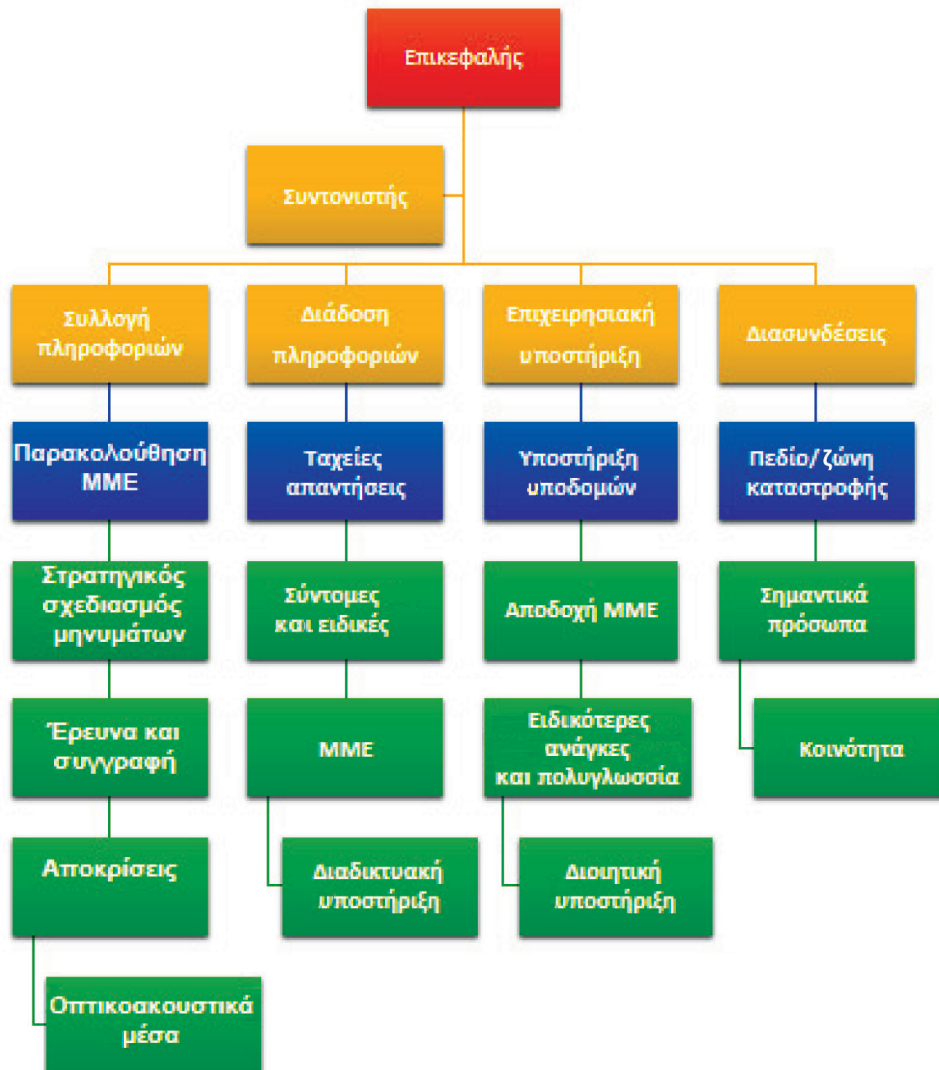 Επικεφαλής
Συντονιστής
Συλλογή
πληροφοριών
Διάδοση
πληροφοριών
Επιχειρησιακή
υποστήριξη
Διασυνδέσεις
Παρακολούθηση
ΜΜΕ
Ταχείες
απαντήσεις
Υποστήριξη
υποδομών
Πεδίο/ ζώνη
καταστροφής
Στρατηγικός
σχεδιασμός
μηνυμάτων
Σύντομες
και ειδικές
Αποδοχή ΜΜΕ
Σημαντικά
πρόσωπα
Έρευνα και
συγγραφή
ΜΜΕ
Ειδικότερες
ανάγκες
και πολυγλωσσία
Κοινότητα
Αποκρίσεις
Διαδικτυακή
υποστήριξη
Διοιητική
υποστήριξη
Οπτικοακουστικά
μέσα